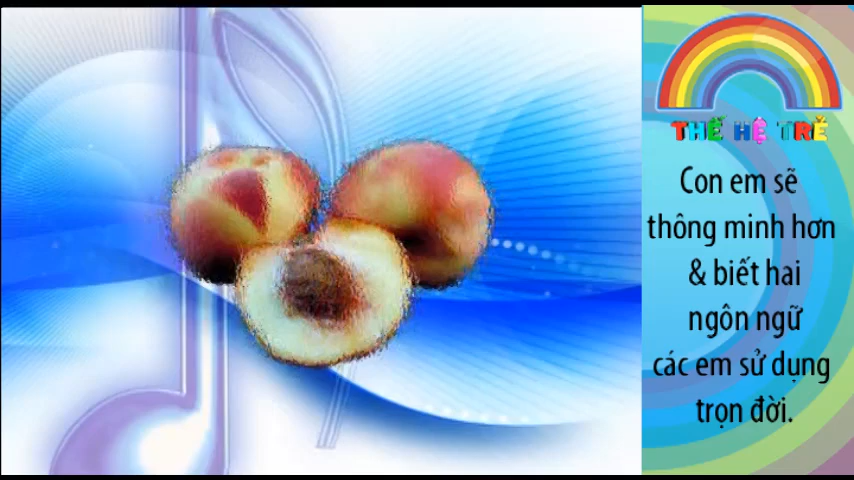 THẾ HỆ TRẺ
Con em sẽ
thông minh hơn
& biết hai
ngôn ngữ
các em sử dụng
trọn đời.